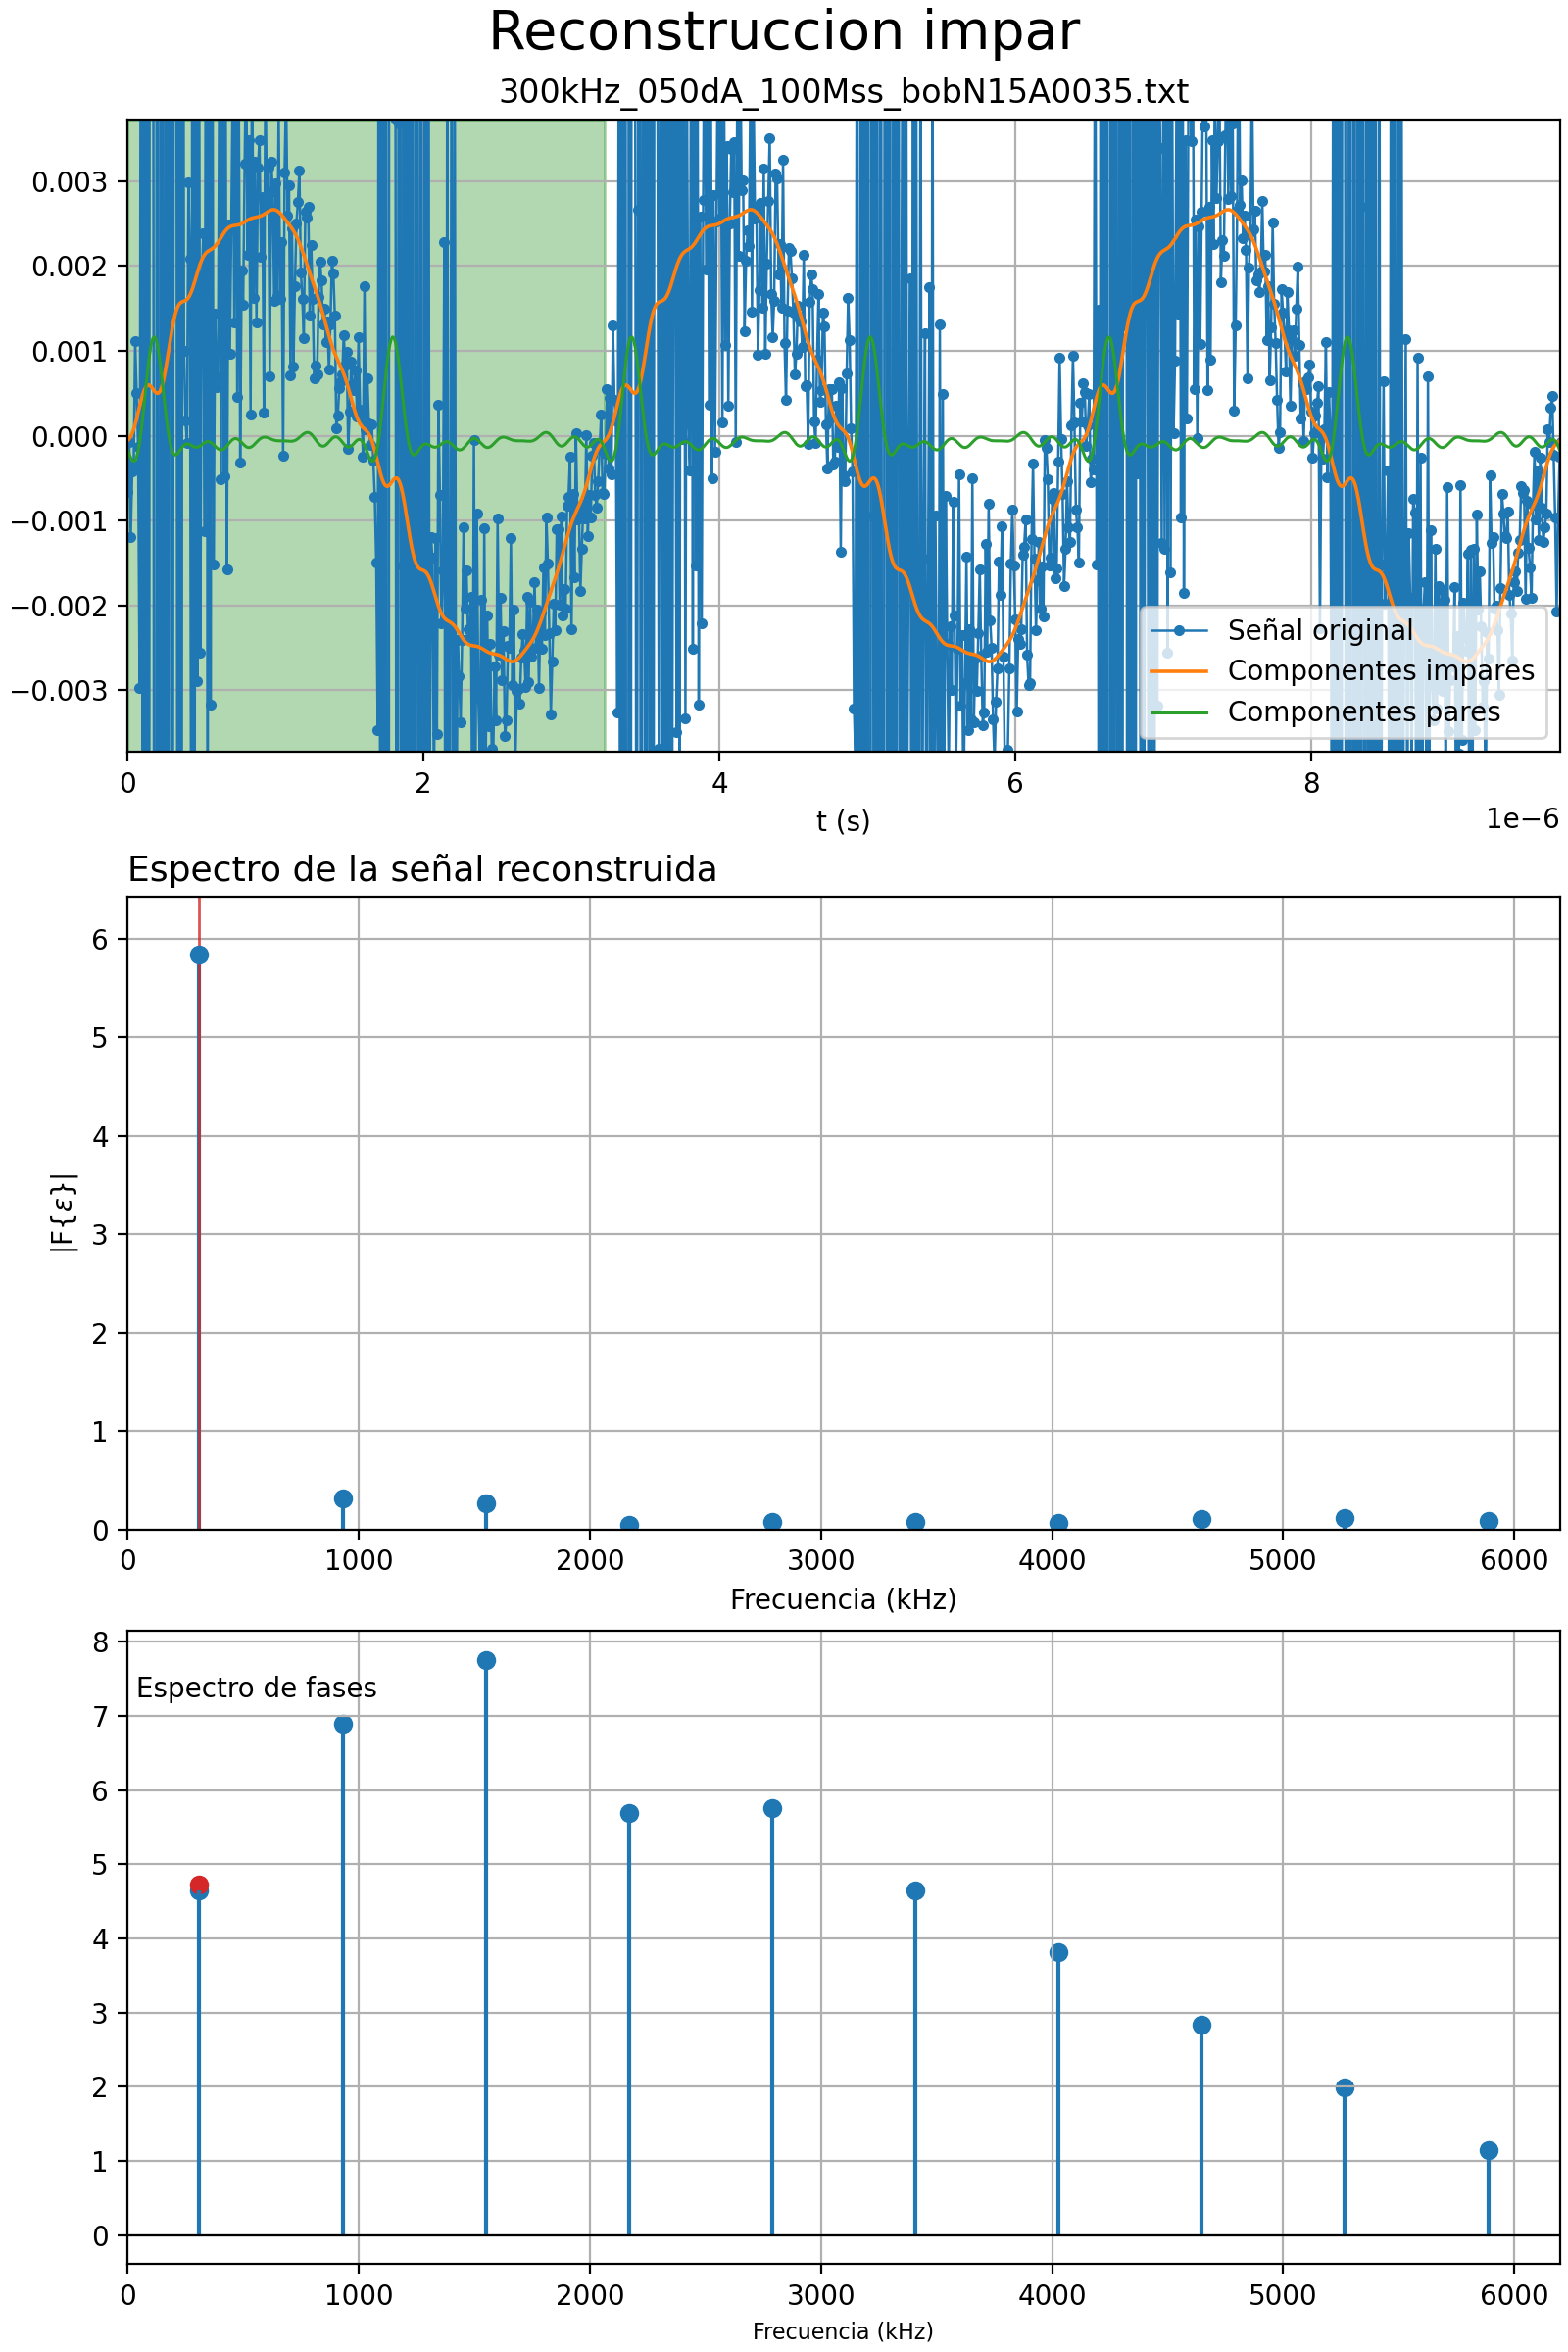 Reconstruccion impar
300kHz_050dA_100Mss_bobN15A0035.txt
0.003
0.002
0.001
0.000
−0.001
−0.002
−0.003
Señal original
Componentes impares
Componentes pares
0 2 4 6 8
1e−6
t (s)
Espectro de la señal reconstruida
6
5
4
3
2
1
0
|F{ε}|
0 1000 2000 3000 4000 5000 6000
Frecuencia (kHz)
8
Espectro de fases
7
6
5
4
3
2
1
0
0 1000 2000 3000 4000 5000 6000
Frecuencia (kHz)